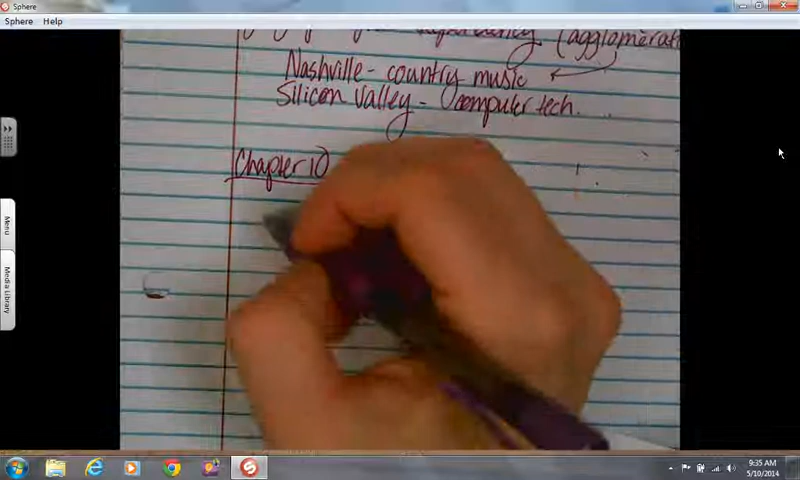 Sphere
Sphere Help
(agglomerati
Nashville - country music
Silicon Valley - computer tech...
Chapter 10
Menu
Media Library
9:35 AM
5/10/2014